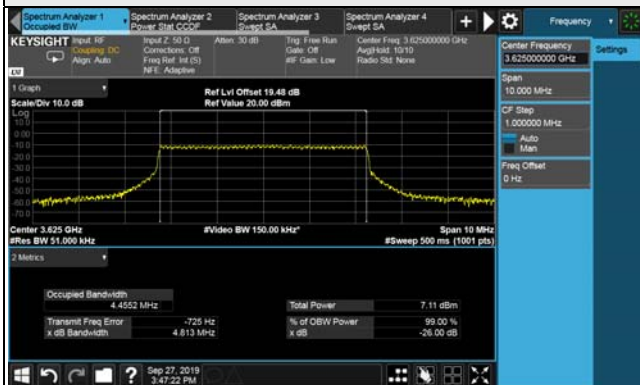 Spectrum Analyzer 1
Occupied BW
Spectrum Analyzer 2
Power Stat CCDF
Spectrum Analyzer 3
Swept SA
Spectrum Analyzer 4
Swept SA
+
Frequency
KEYSIGHT
Input: RF
Coupling: DC
Align: Auto
Input Z: 50 Ω
Corrections: Off
Freq Ref: Int (S)
NFE: Adaptive
Atten: 30 dB
Trig: Free Run
Gate: Off
#IF Gain: Low
Center Freq: 3.625000000 GHz
Avg|Hold: 10/10
Radio Std: None
LXI
Center Frequency
3.625000000 GHz
Settings
Span
10.000 MHz
CF Step
1.000000 MHz
Auto
Man
Freq Offset
0 Hz
1 Graph
Scale/Div 10.0 dB
Ref Lvl Offset 19.48 dB
Ref Value 20.00 dBm
Log
10.0
0.00
-10.0
-20.0
-30.0
-40.0
-50.0
-60.0
-70.0
Center 3.625 GHz
#Res BW 51.000 kHz
#Video BW 150.00 kHz*
Span 10 MHz
#Sweep 500 ms (1001 pts)
2 Metrics
Occupied Bandwidth
4.4552 MHz
Total Power
7.11 dBm
Transmit Freq Error
-725 Hz
% of OBW Power
99.00 %
x dB Bandwidth
4.813 MHz
x dB
-26.00 dB
?
Sep 27, 2019
3:47:22 PM